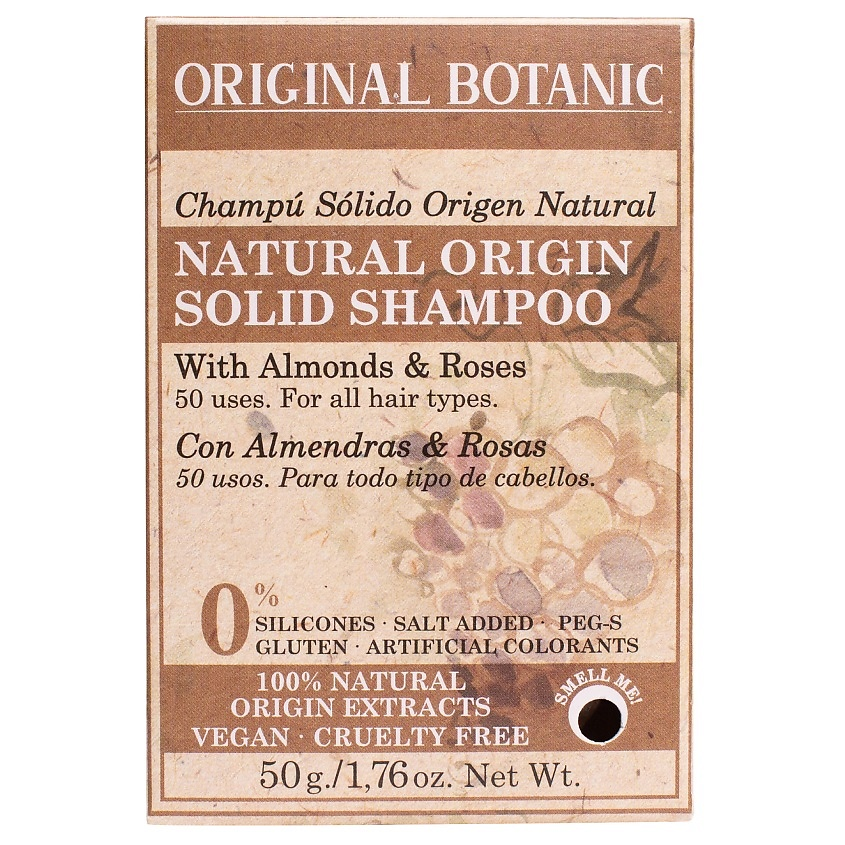 ORIGINAL BOTANIC
Champú Sólido Origen Natural
NATURAL ORIGIN
SOLID SHAMPOO
With Almonds & Roses
50 uses. For all hair types.
Con Almendras & Rosas
50 usos. Para todo tipo de cabellos.
0%
SILICONES · SALT ADDED · PEG-S
GLUTEN · ARTIFICIAL COLORANTS
100% NATURAL
ORIGIN EXTRACTS
VEGAN · CRUELTY FREE
SMELL ME!
50 g./1,76 oz. Net Wt.